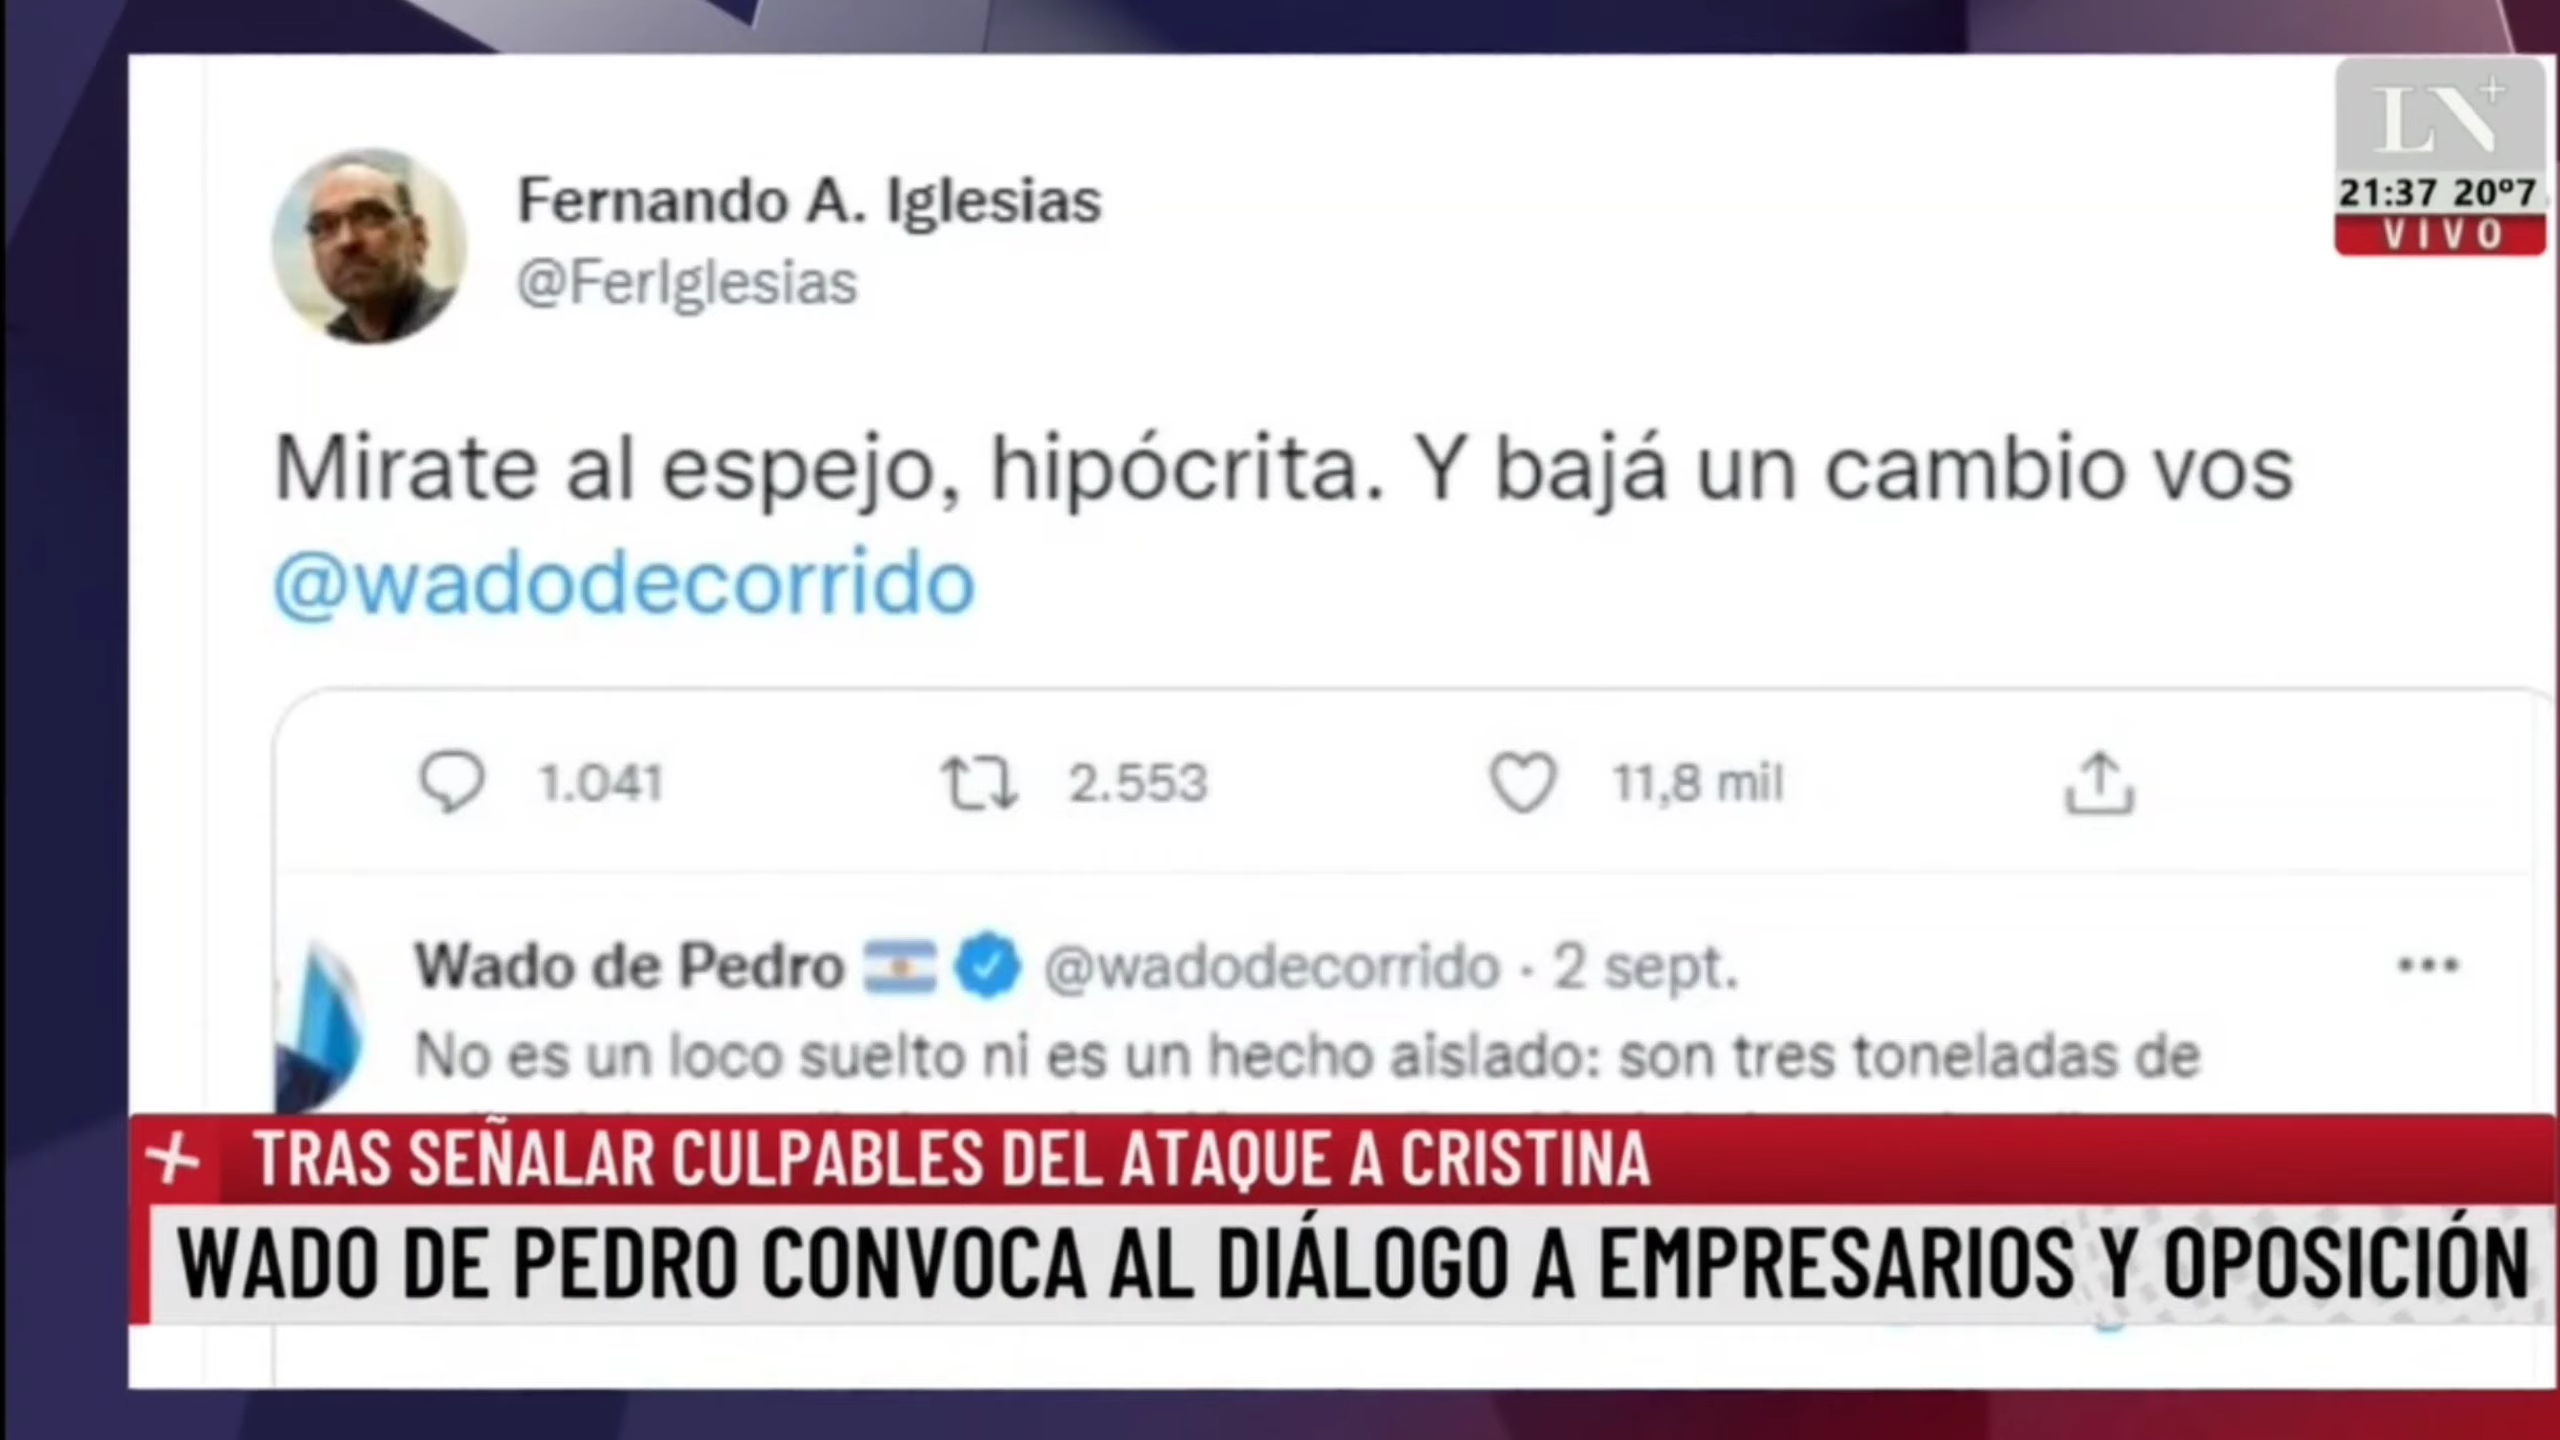 LN+
21:37 20º7
VIVO
Fernando A. Iglesias
@FerIglesias
Mirate al espejo, hipócrita. Y bajá un cambio vos
@wadodecorrido
1.041 2.553 11,8 mil
Wado de Pedro @wadodecorrido · 2 sept.
No es un loco suelto ni es un hecho aislado: son tres toneladas de
TRAS SEÑALAR CULPABLES DEL ATAQUE A CRISTINA
WADO DE PEDRO CONVOCA AL DIÁLOGO A EMPRESARIOS Y OPOSICIÓN